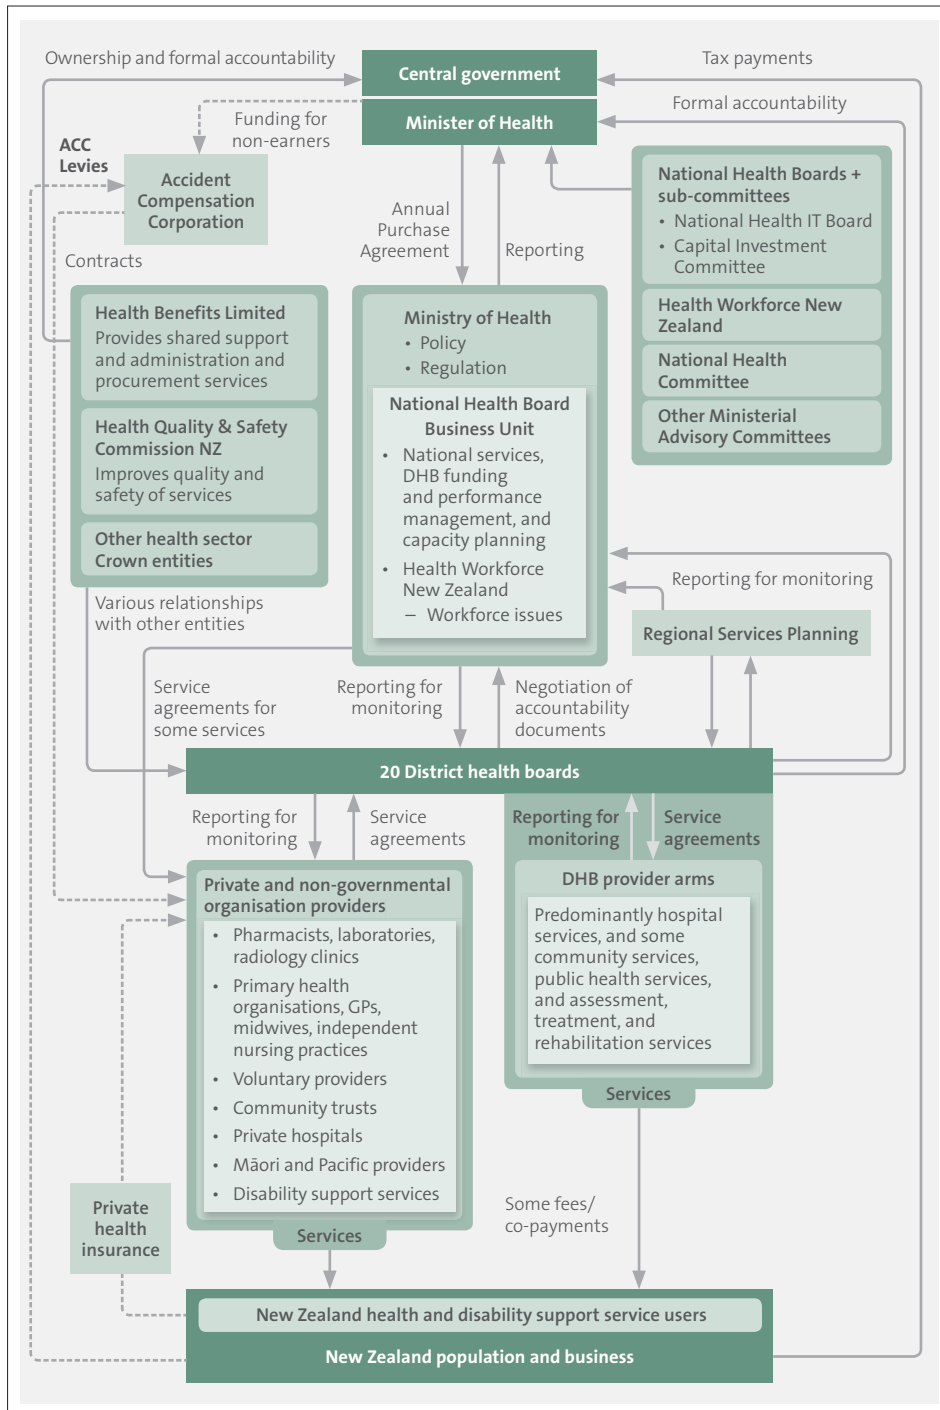 Ownership and formal accountability
Central government
Tax payments
Minister of Health
Formal accountability
Funding for
non-earners
ACC
Levies
Accident
Compensation
Corporation
Contracts
Annual
Purchase
Agreement
Reporting
National Health Boards +
sub-committees
• National Health IT Board
• Capital Investment
Committee
Health Workforce New
Zealand
National Health
Committee
Other Ministerial
Advisory Committees
Health Benefits Limited
Provides shared support
and administration and
procurement services
Health Quality & Safety
Commission NZ
Improves quality and
safety of services
Other health sector
Crown entities
Ministry of Health
• Policy
• Regulation
National Health Board
Business Unit
• National services,
DHB funding
and performance
management, and
capacity planning
• Health Workforce
New Zealand
– Workforce issues
Reporting for monitoring
Regional Services Planning
Various relationships
with other entities
Service
agreements for
some services
Reporting for
monitoring
Negotiation of
accountability
documents
20 District health boards
Reporting for
monitoring
Service
agreements
Reporting for
monitoring
Service
agreements
Private and non-governmental
organisation providers
• Pharmacists, laboratories,
radiology clinics
• Primary health
organisations, GPs,
midwives, independent
nursing practices
• Voluntary providers
• Community trusts
• Private hospitals
• Māori and Pacific providers
• Disability support services
Services
DHB provider arms
Predominantly hospital
services, and some
community services,
public health services,
and assessment,
treatment, and
rehabilitation services
Services
Private
health
insurance
Some fees/
co-payments
New Zealand health and disability support service users
New Zealand population and business